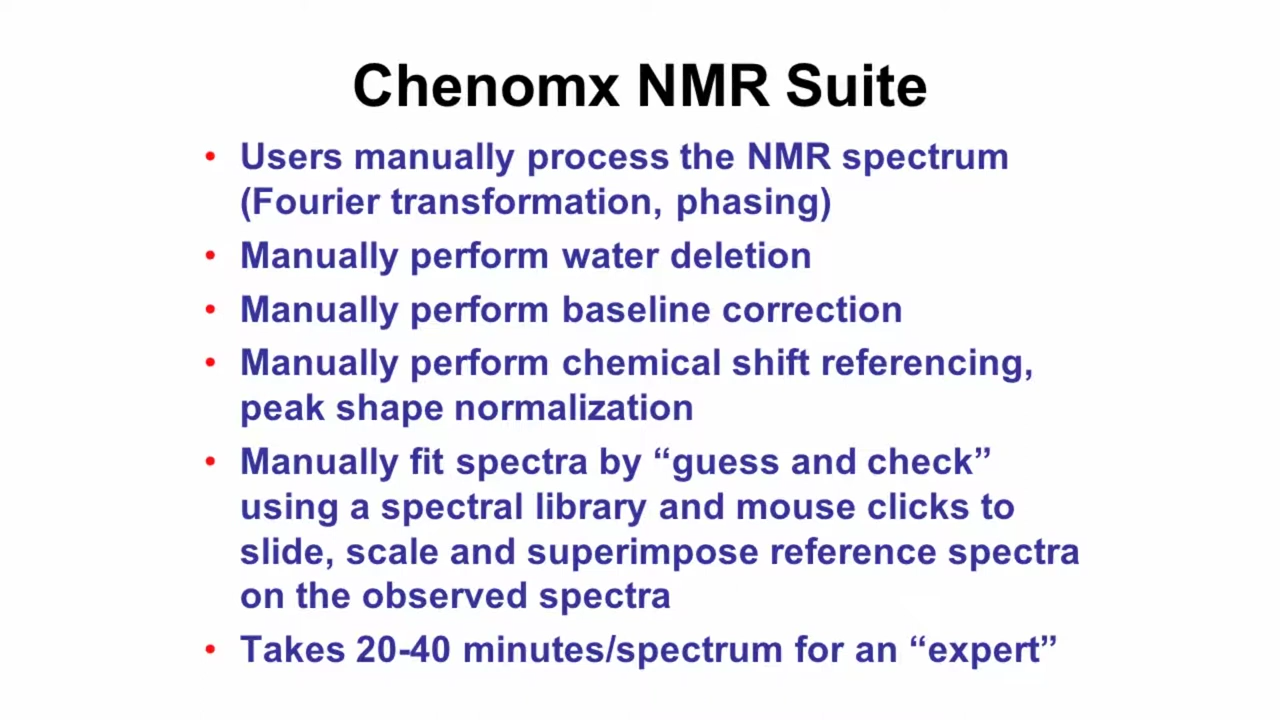 Chenomx NMR Suite
• Users manually process the NMR spectrum
(Fourier transformation, phasing)
• Manually perform water deletion
• Manually perform baseline correction
• Manually perform chemical shift referencing,
peak shape normalization
• Manually fit spectra by “guess and check”
using a spectral library and mouse clicks to
slide, scale and superimpose reference spectra
on the observed spectra
• Takes 20-40 minutes/spectrum for an “expert”